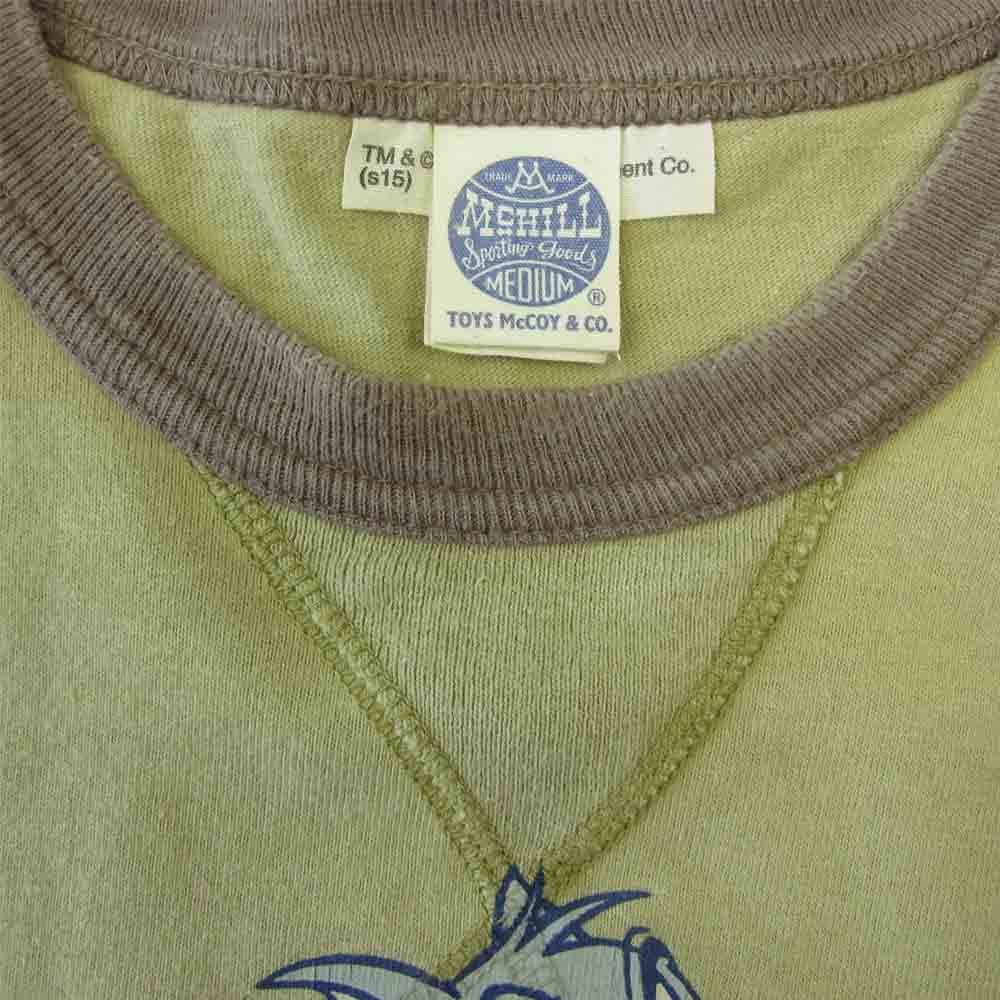 TM & ©
(s15)
ent Co.
TRADE MARK
McHILL
Sporting Goods
MEDIUM
®
TOYS McCOY & CO.